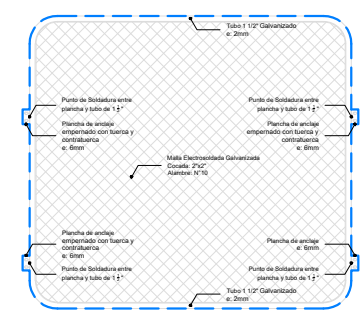 Tubo 1 1/2" Galvanizado
e: 2mm
Punto de Soldadura entre
plancha y tubo de 1 1/2"
Punto de Soldadura entre
plancha y tubo de 1 1/2"
Plancha de anclaje
empernado con tuerca y
contratuerca
e: 6mm
Plancha de anclaje
empernado con tuerca y
contratuerca
e: 6mm
Malla Electrosoldada Galvanizada
Cocada: 2"x2"
Alambre: N°10
Plancha de anclaje
empernado con tuerca y
contratuerca
e: 6mm
Plancha de anclaje
e: 6mm
Punto de Soldadura entre
plancha y tubo de 1 1/2"
Punto de Soldadura entre
plancha y tubo de 1 1/2"
Tubo 1 1/2" Galvanizado
e: 2mm